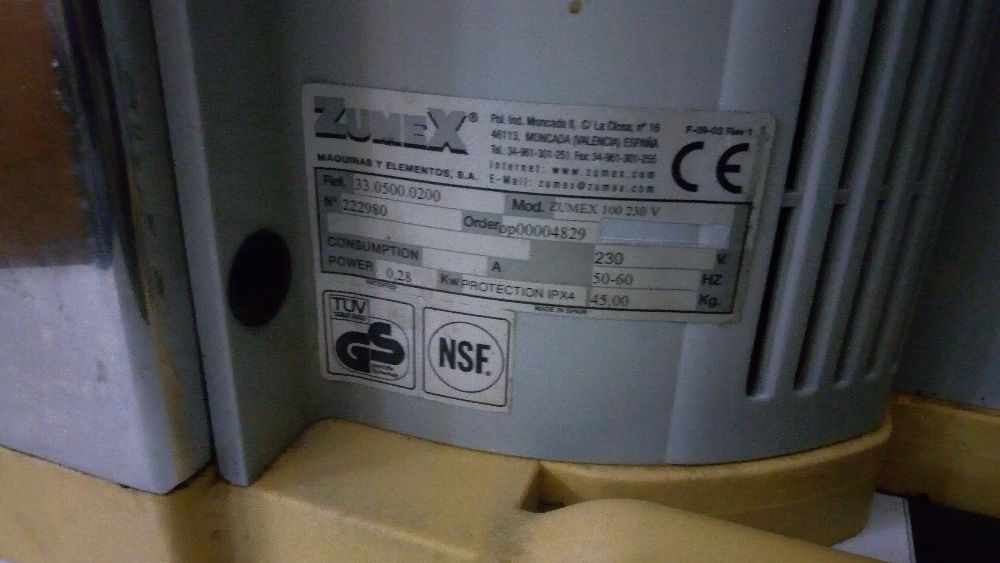 ZUMEX®
MAQUINAS Y ELEMENTOS, S.A.
Pol. Ind. Moncada II, C/ La Closa, nº 16
46113, MONCADA (VALENCIA) ESPAÑA
Tel.: 34-961-301-251 Fax: 34-961-301-255
Internet: www.zumex.com
E-Mail: zumex@zumex.com
F-09-03 Rev 1
CE
Ref. 33.0500.0200 Mod. ZUMEX 100 230 V
Nº 222980 Order op00004829
CONSUMPTION A 230 V.
POWER 0,28 Kw PROTECTION IPX4 50-60 HZ
45,00 Kg.
MADE IN SPAIN
TÜV
GS
NSF®